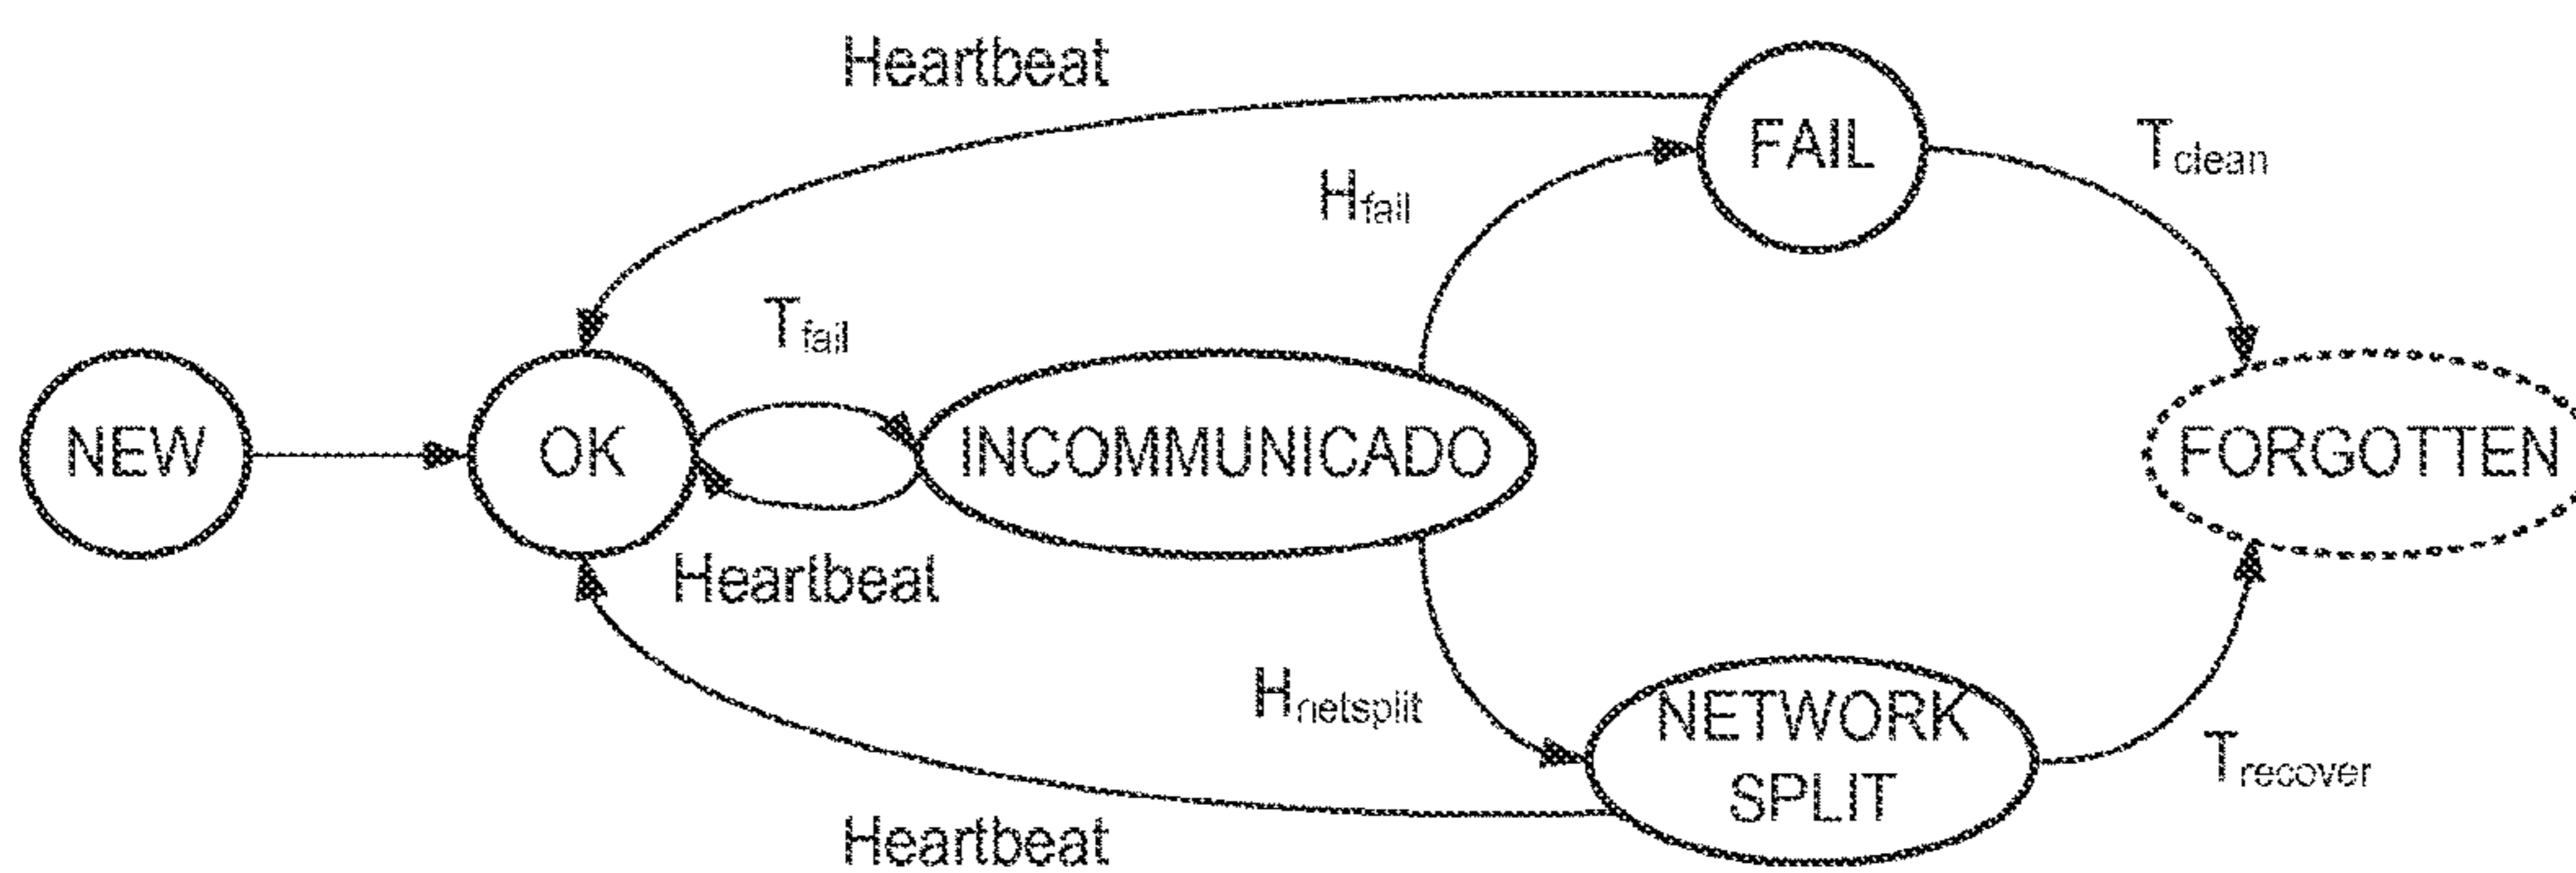 Heartbeat
FAIL
Tclean
Hfail
Tfail
NEW
OK
INCOMMUNICADO
FORGOTTEN
Heartbeat
Hnetsplit
NETWORK
SPLIT
Trecover
Heartbeat